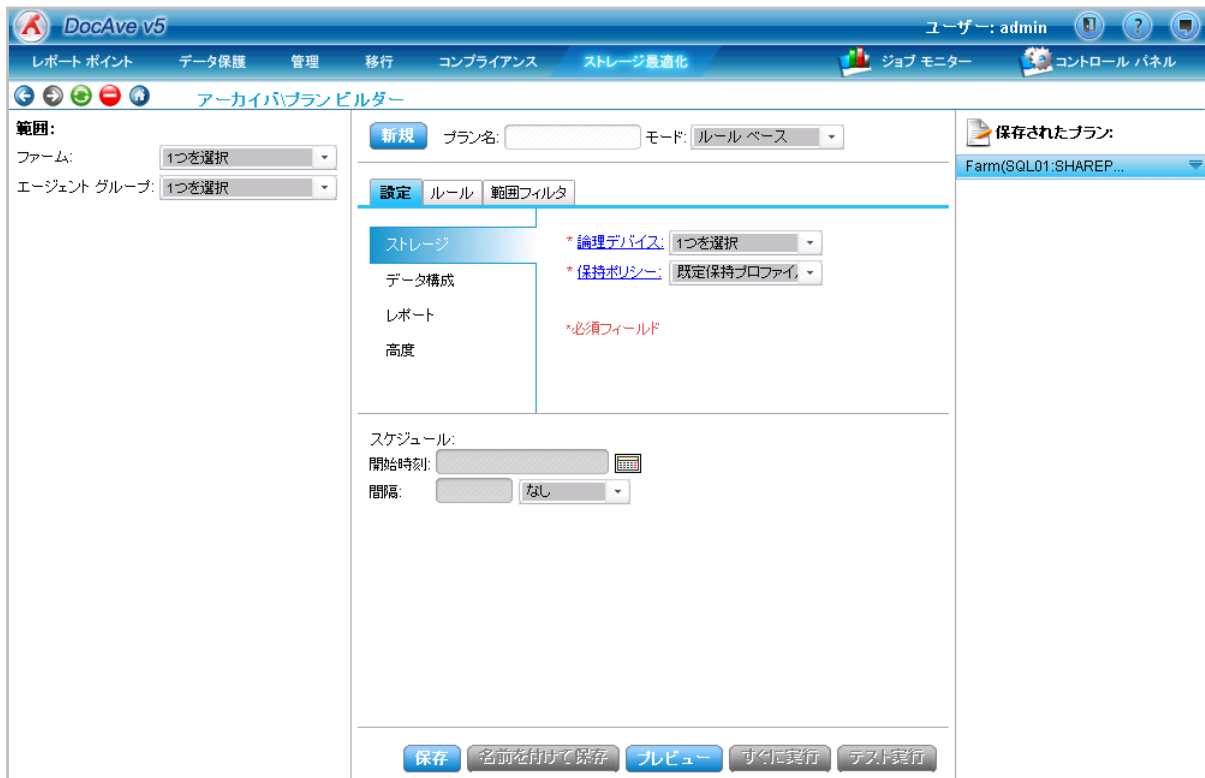 DocAve v5
ユーザー: admin
レポート ポイント データ保護 管理 移行 コンプライアンス ストレージ最適化 ジョブ モニター コントロール パネル
アーカイバ\プラン ビルダー
範囲:
ファーム: 1つを選択
エージェント グループ: 1つを選択
新規 プラン名: モード: ルール ベース
設定 ルール 範囲フィルタ
ストレージ
データ構成
レポート
高度
*論理デバイス: 1つを選択
*保持ポリシー: 既定保持プロファイ
*必須フィールド
スケジュール:
開始時刻:
間隔: なし
保存 名前を付けて保存 プレビュー すぐに実行 テスト実行
保存されたプラン:
Farm(SQL01:SHAREP...